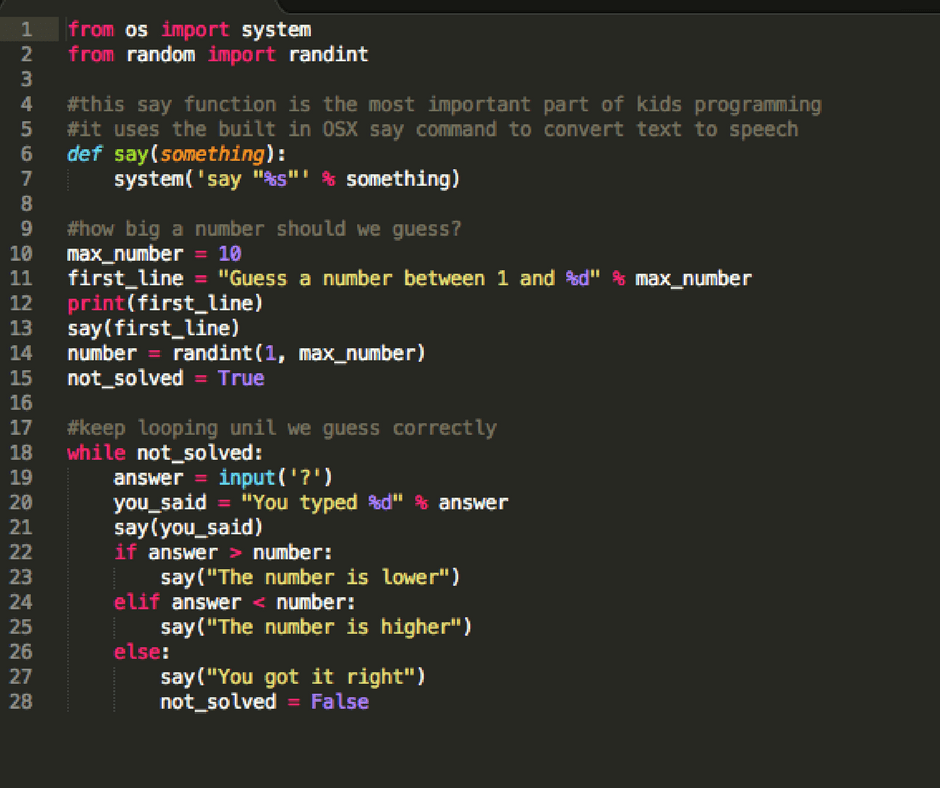 1 from os import system
2 from random import randint
3
4 #this say function is the most important part of kids programming
5 #it uses the built in OSX say command to convert text to speech
6 def say(something):
7     system('say "%s"' % something)
8
9 #how big a number should we guess?
10 max_number = 10
11 first_line = "Guess a number between 1 and %d" % max_number
12 print(first_line)
13 say(first_line)
14 number = randint(1, max_number)
15 not_solved = True
16
17 #keep looping unil we guess correctly
18 while not_solved:
19     answer = input('?')
20     you_said = "You typed %d" % answer
21     say(you_said)
22     if answer > number:
23         say("The number is lower")
24     elif answer < number:
25         say("The number is higher")
26     else:
27         say("You got it right")
28         not_solved = False